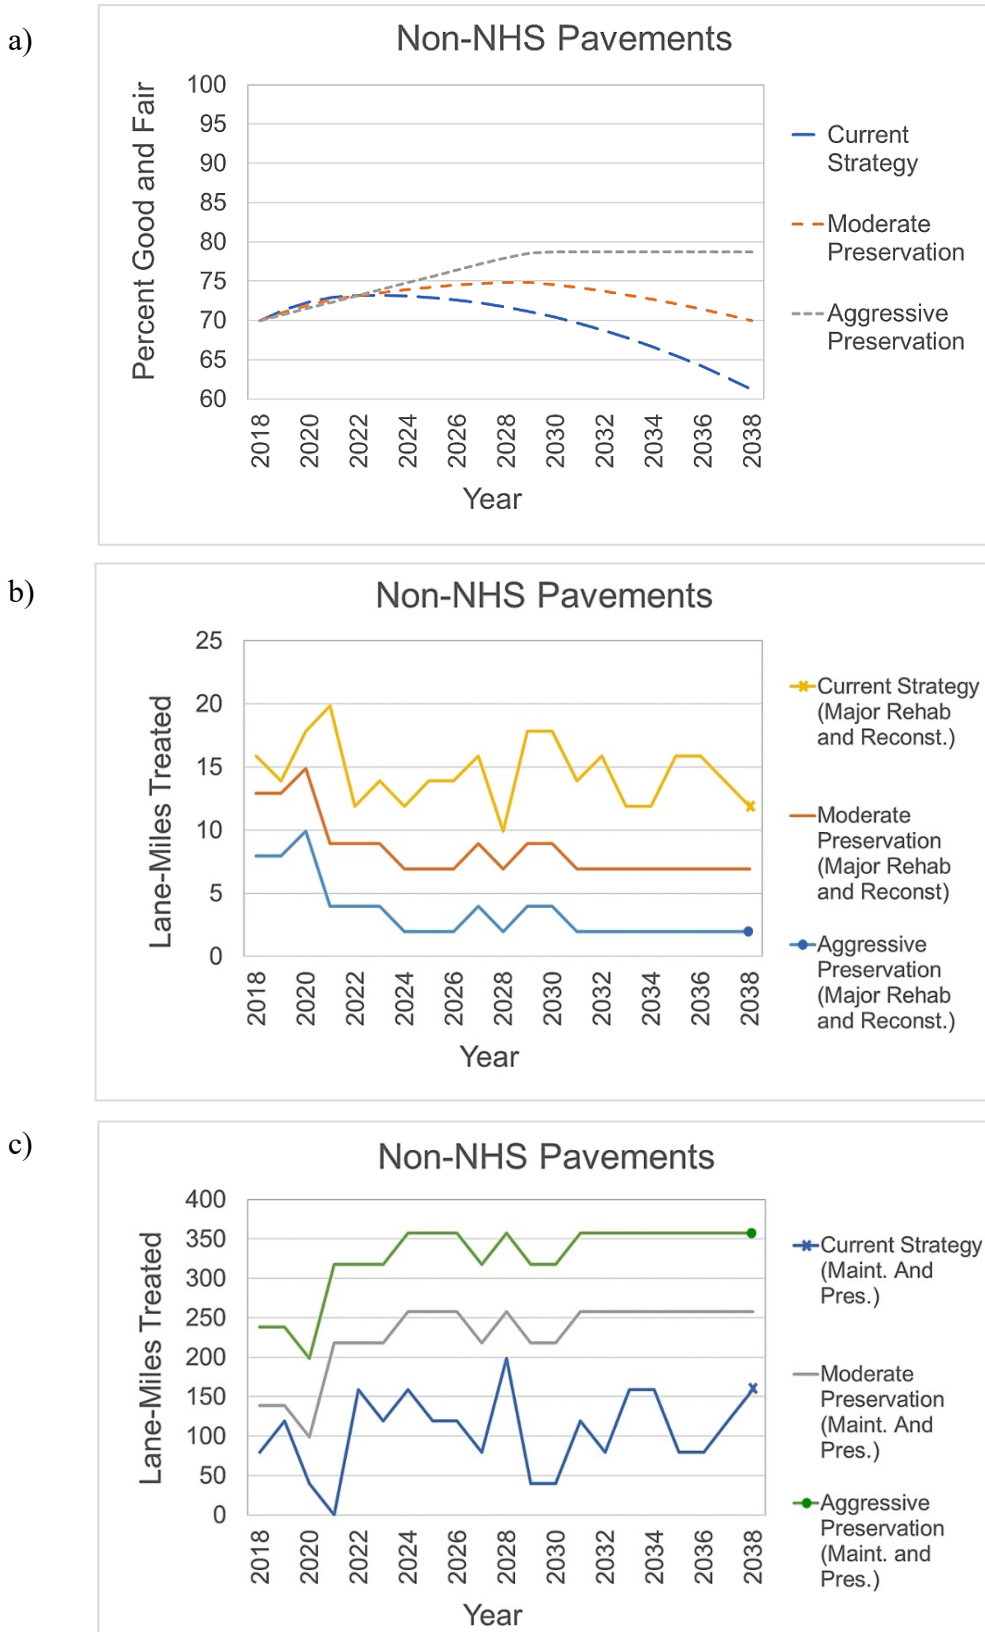 a)
Non-NHS Pavements
Percent Good and Fair
100
95
90
85
80
75
70
65
60
2018
2020
2022
2024
2026
2028
2030
2032
2034
2036
2038
Year
Current
Strategy
Moderate
Preservation
Aggressive
Preservation
b)
Non-NHS Pavements
Lane-Miles Treated
25
20
15
10
5
0
2018
2020
2022
2024
2026
2028
2030
2032
2034
2036
2038
Year
Current Strategy
(Major Rehab
and Reconst.)
Moderate
Preservation
(Major Rehab
and Reconst)
Aggressive
Preservation
(Major Rehab
and Reconst.)
c)
Non-NHS Pavements
Lane-Miles Treated
400
350
300
250
200
150
100
50
0
2018
2020
2022
2024
2026
2028
2030
2032
2034
2036
2038
Year
Current Strategy
(Maint. And
Pres.)
Moderate
Preservation
(Maint. And
Pres.)
Aggressive
Preservation
(Maint. and
Pres.)